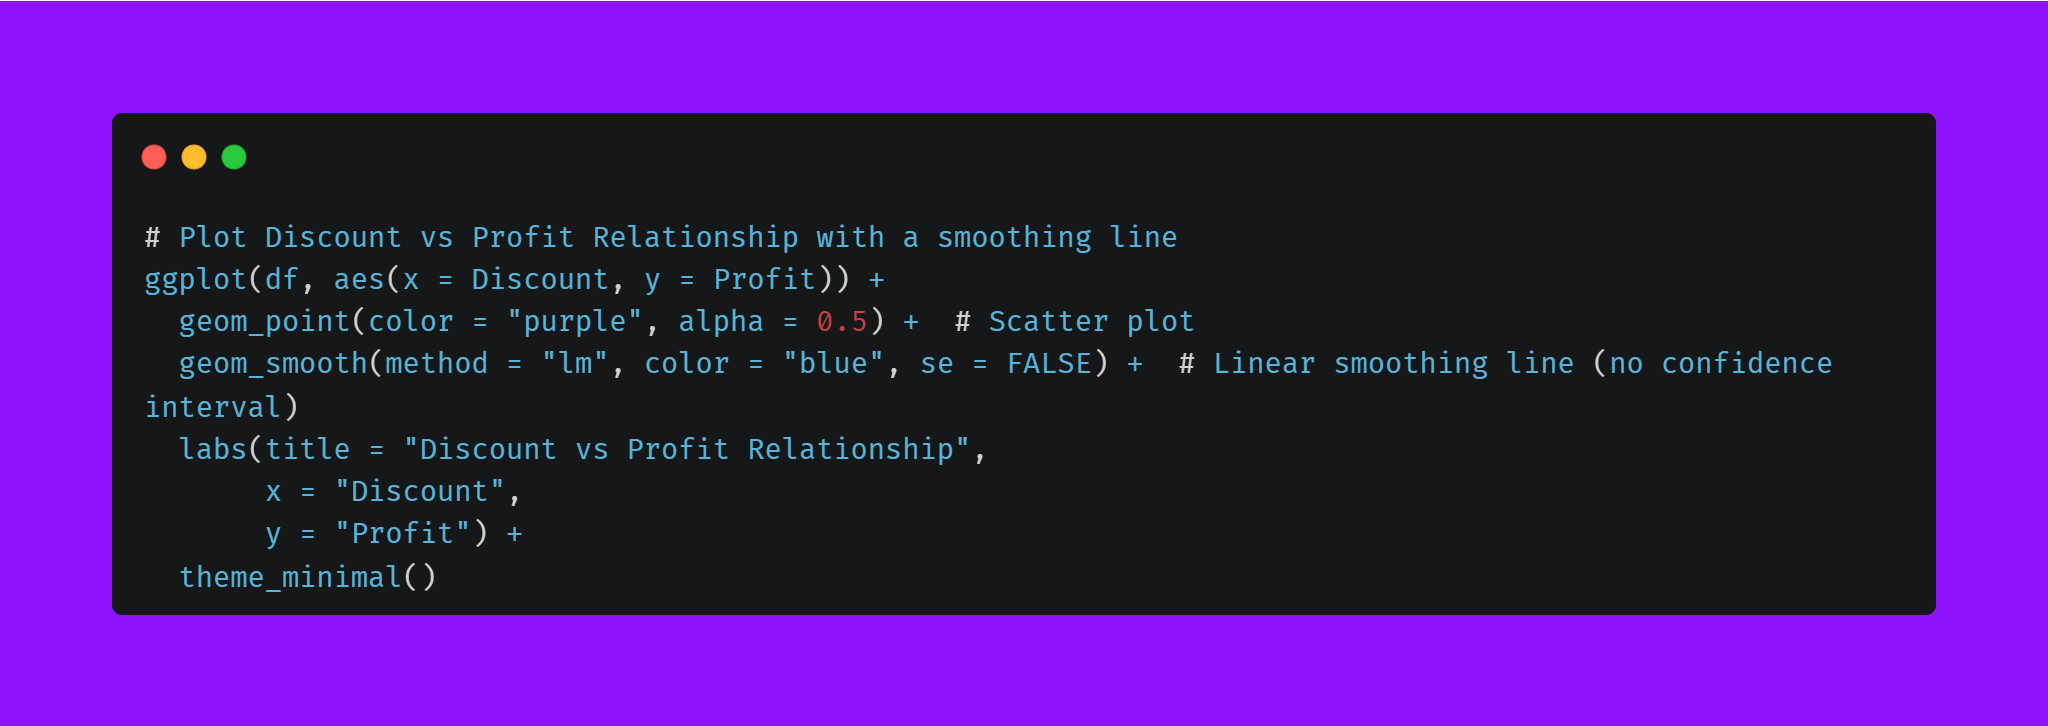 # Plot Discount vs Profit Relationship with a smoothing line
ggplot(df, aes(x = Discount, y = Profit)) +
  geom_point(color = "purple", alpha = 0.5) +  # Scatter plot
  geom_smooth(method = "lm", color = "blue", se = FALSE) +  # Linear smoothing line (no confidence
interval)
  labs(title = "Discount vs Profit Relationship",
       x = "Discount",
       y = "Profit") +
  theme_minimal()